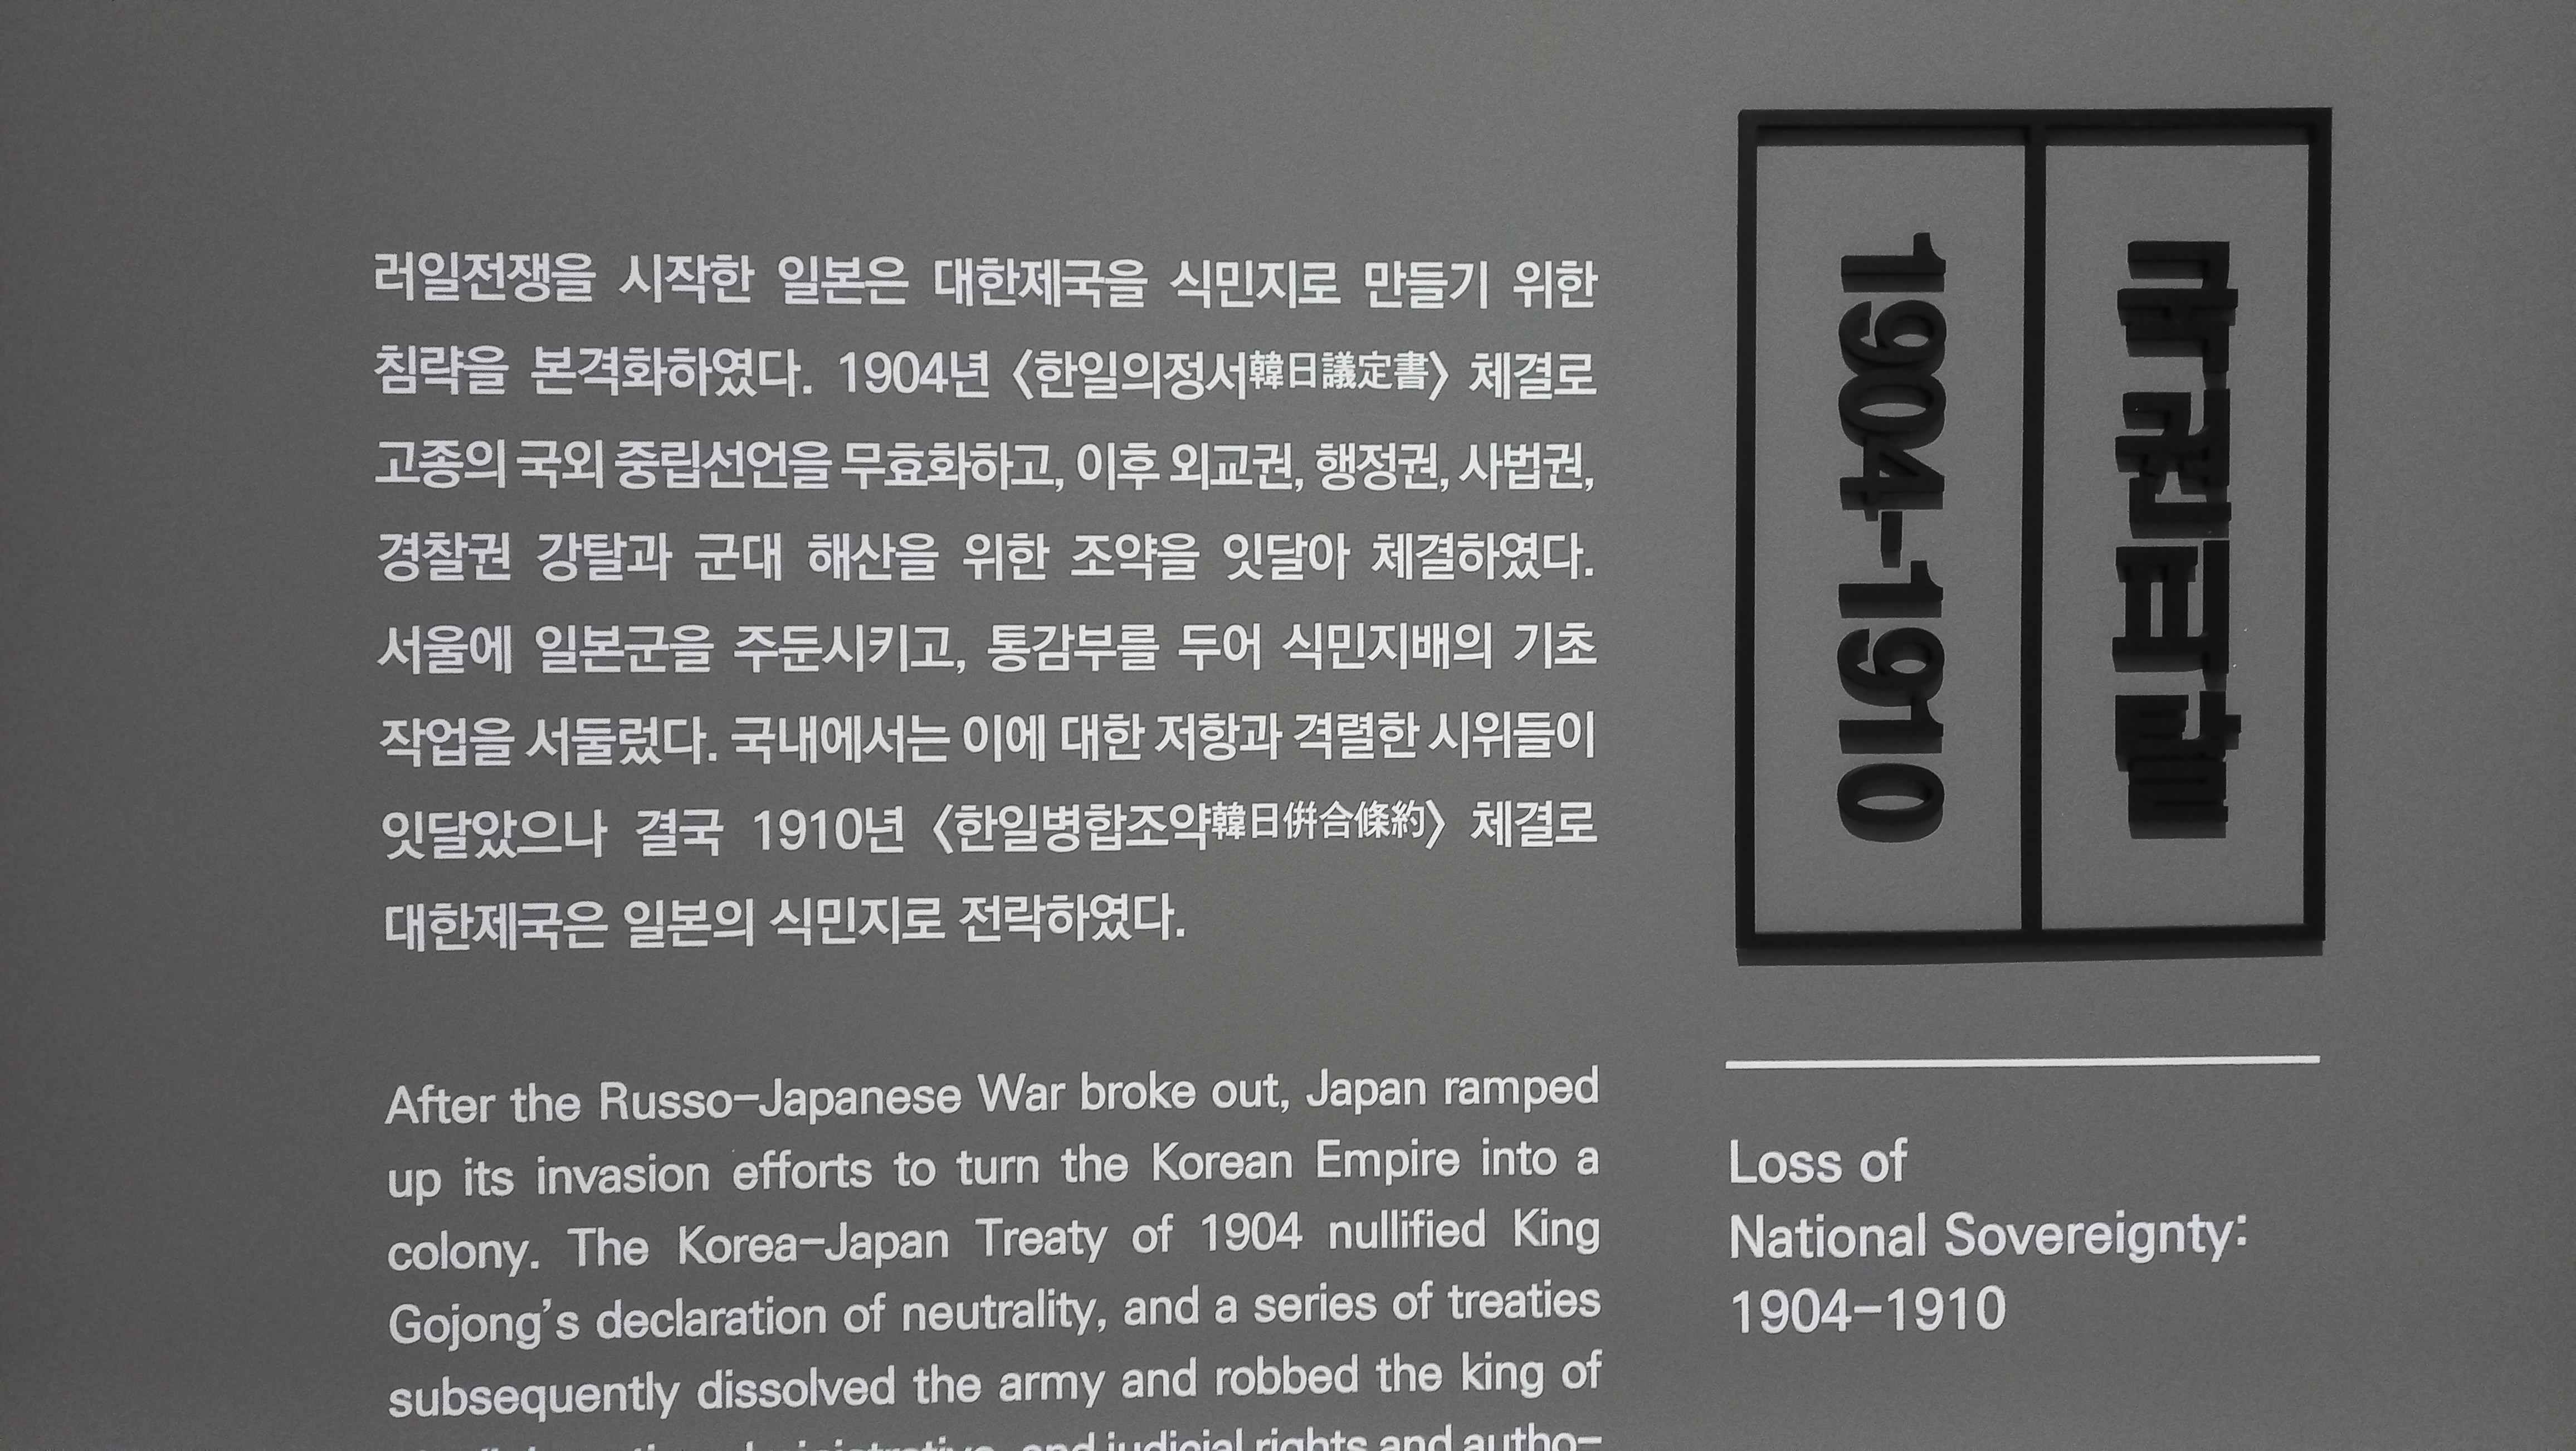 러일전쟁을 시작한 일본은 대한제국을 식민지로 만들기 위한
침략을 본격화하였다. 1904년 〈한일의정서韓日議定書〉 체결로
고종의 국외 중립선언을 무효화하고, 이후 외교권, 행정권, 사법권,
경찰권 강탈과 군대 해산을 위한 조약을 잇달아 체결하였다.
서울에 일본군을 주둔시키고, 통감부를 두어 식민지배의 기초
작업을 서둘렀다. 국내에서는 이에 대한 저항과 격렬한 시위들이
잇달았으나 결국 1910년 〈한일병합조약韓日倂合條約〉 체결로
대한제국은 일본의 식민지로 전락하였다.
After the Russo-Japanese War broke out, Japan ramped
up its invasion efforts to turn the Korean Empire into a
colony. The Korea-Japan Treaty of 1904 nullified King
Gojong's declaration of neutrality, and a series of treaties
subsequently dissolved the army and robbed the king of
and judicial rights and autho-
국권피탈
1904-1910
Loss of
National Sovereignty:
1904-1910